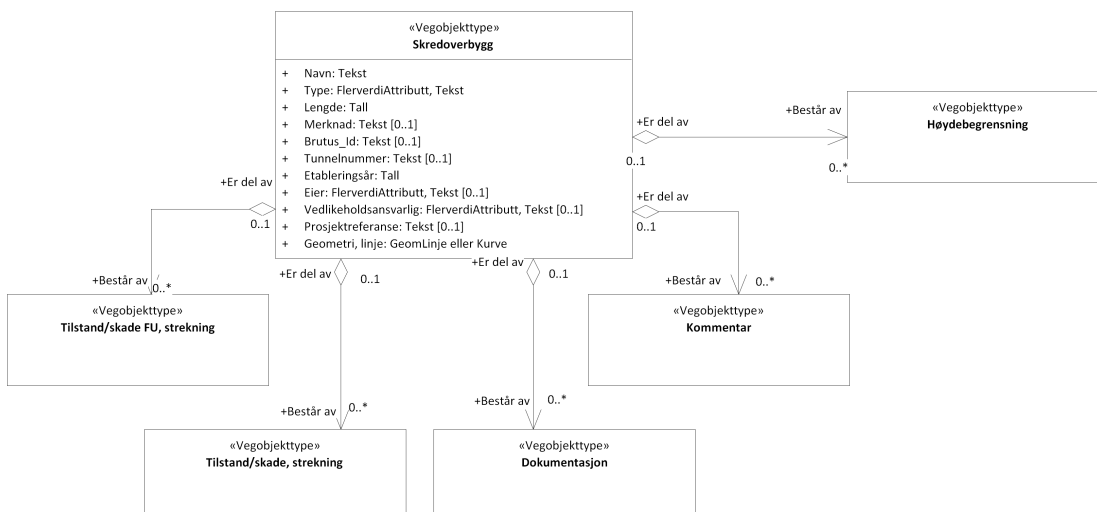 «Vegobjekttype»
Skredoverbygg
+ Navn: Tekst
+ Type: FlerverdiAttributt, Tekst
+ Lengde: Tall
+ Merknad: Tekst [0..1]
+ Brutus_Id: Tekst [0..1]
+ Tunnelnummer: Tekst [0..1]
+ Etableringsår: Tall
+ Eier: FlerverdiAttributt, Tekst [0..1]
+ Vedlikeholdsansvarlig: FlerverdiAttributt, Tekst [0..1]
+ Prosjektreferanse: Tekst [0..1]
+ Geometri, linje: GeomLinje eller Kurve
+Er del av
0..1
+Består av
0..*
«Vegobjekttype»
Høydebegrensning
+Er del av
0..1
+Består av
0..*
«Vegobjekttype»
Kommentar
+Er del av
0..1
+Består av
0..*
«Vegobjekttype»
Tilstand/skade FU, strekning
+Er del av
0..1
+Består av
0..*
«Vegobjekttype»
Tilstand/skade, strekning
+Er del av
0..1
+Består av
0..*
«Vegobjekttype»
Dokumentasjon